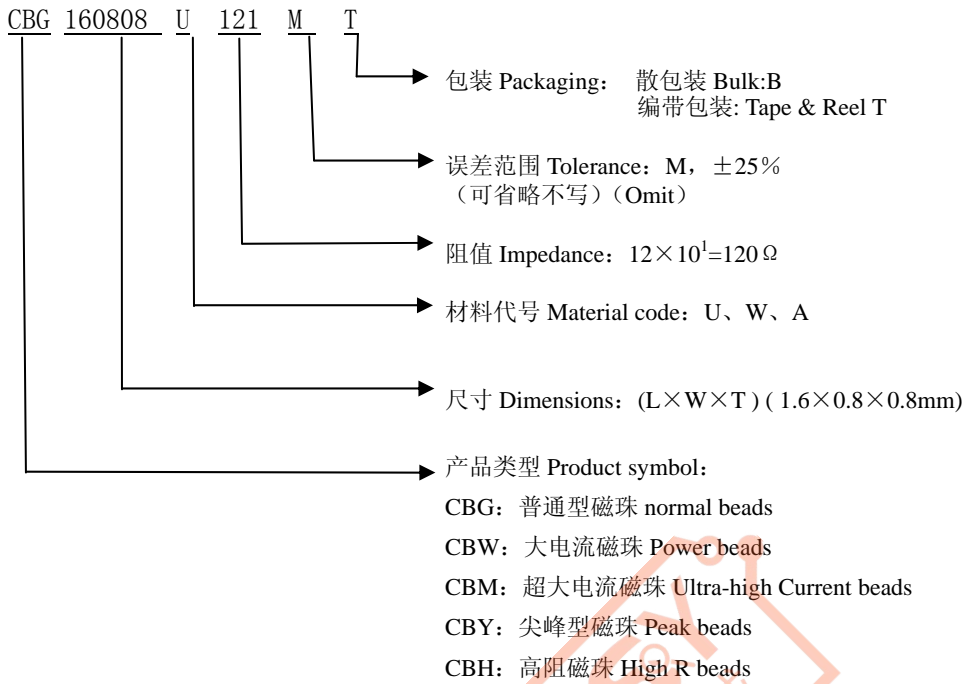 CBG 160808 U 121 M T
包装 Packaging： 散包装 Bulk:B
编带包装: Tape & Reel T
误差范围 Tolerance：M，±25%
（可省略不写）（Omit）
阻值 Impedance：12×10¹=120Ω
材料代号 Material code：U、W、A
尺寸 Dimensions：(L×W×T ) ( 1.6×0.8×0.8mm)
产品类型 Product symbol：
CBG：普通型磁珠 normal beads
CBW：大电流磁珠 Power beads
CBM：超大电流磁珠 Ultra-high Current beads
CBY：尖峰型磁珠 Peak beads
CBH：高阻磁珠 High R beads